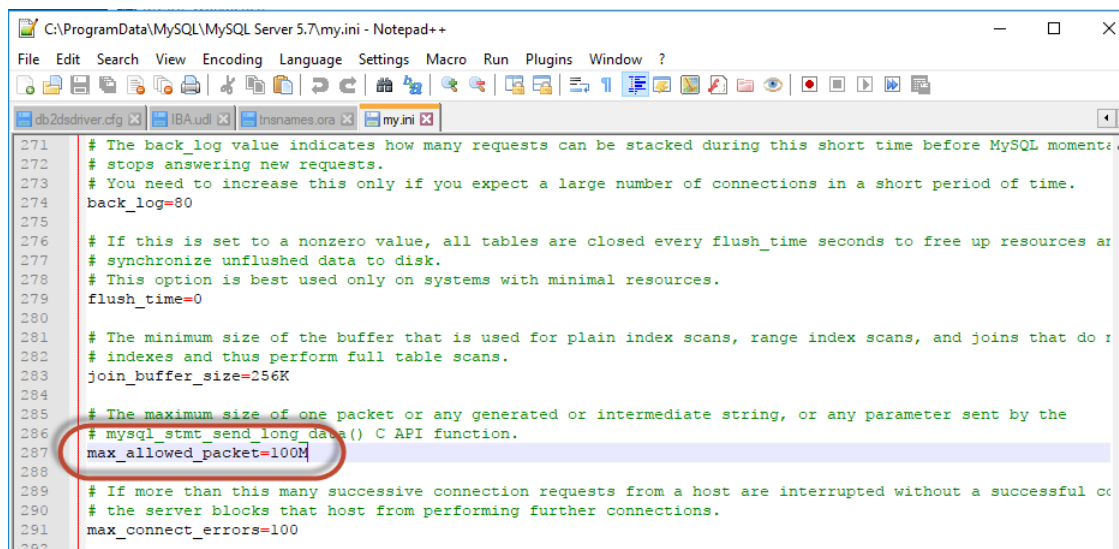 C:\ProgramData\MySQL\MySQL Server 5.7\my.ini - Notepad++
File Edit Search View Encoding Language Settings Macro Run Plugins Window ?
db2dsdriver.cfg IBA.udl tnsnames.ora my.ini
271 # The back_log value indicates how many requests can be stacked during this short time before MySQL momenta
272 # stops answering new requests.
273 # You need to increase this only if you expect a large number of connections in a short period of time.
274 back_log=80
275
276 # If this is set to a nonzero value, all tables are closed every flush_time seconds to free up resources an
277 # synchronize unflushed data to disk.
278 # This option is best used only on systems with minimal resources.
279 flush_time=0
280
281 # The minimum size of the buffer that is used for plain index scans, range index scans, and joins that do n
282 # indexes and thus perform full table scans.
283 join_buffer_size=256K
284
285 # The maximum size of one packet or any generated or intermediate string, or any parameter sent by the
286 # mysql_stmt_send_long_data() C API function.
287 max_allowed_packet=100M
288
289 # If more than this many successive connection requests from a host are interrupted without a successful co
290 # the server blocks that host from performing further connections.
291 max_connect_errors=100
292